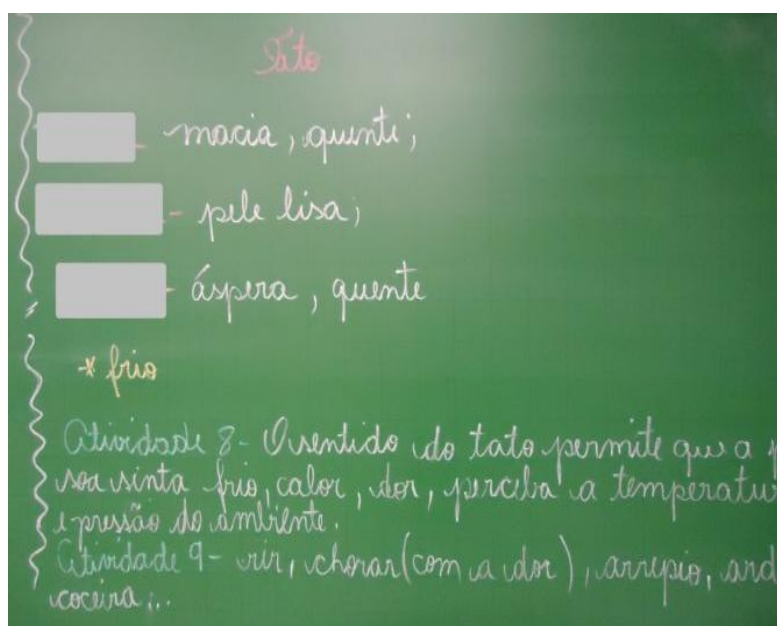 Tato
- macia, quente;
- pele lisa;
- áspera, quente
* frio
Atividade 8 - O sentido do tato permite que a p
soa sinta frio, calor, dor, perceba a temperatu
e pressão do ambiente.
Atividade 9 - rir, chorar (com a dor), arrepio, ard
coceira...